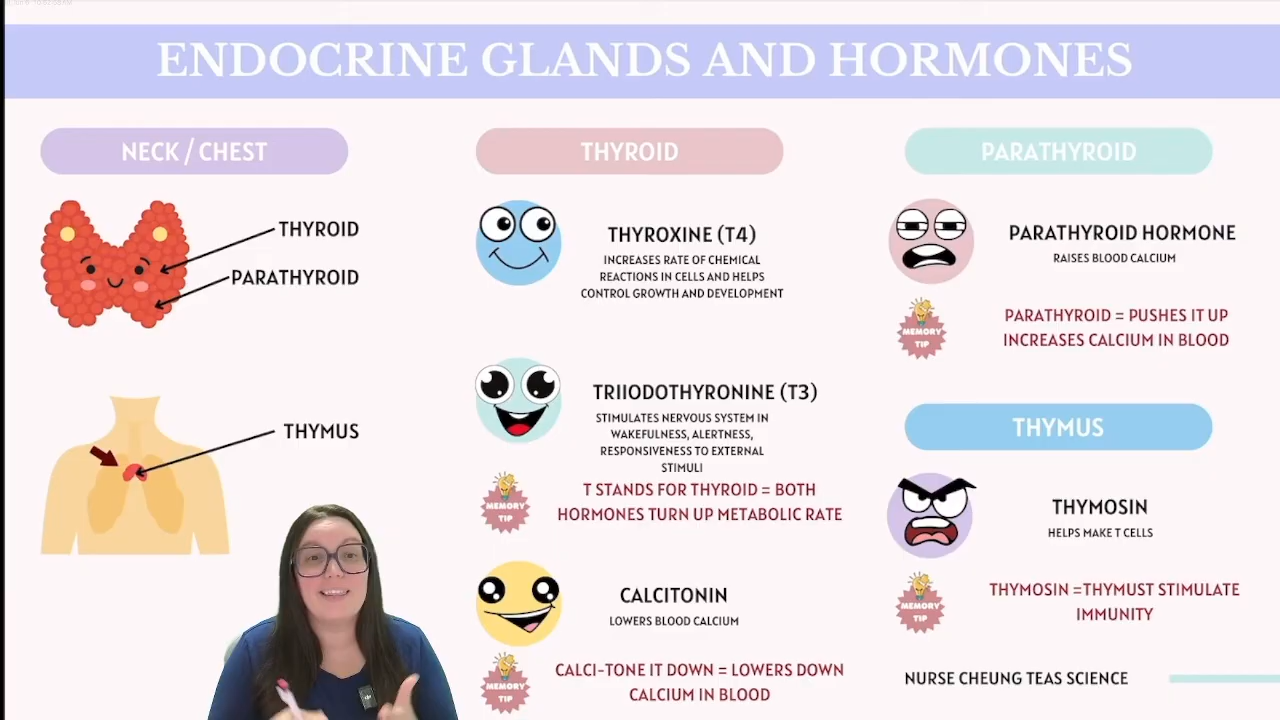 ENDOCRINE GLANDS AND HORMONES
NECK / CHEST
THYROID
PARATHYROID
THYMUS
THYROID
THYROXINE (T4)
INCREASES RATE OF CHEMICAL
REACTIONS IN CELLS AND HELPS
CONTROL GROWTH AND DEVELOPMENT
TRIIODOTHYRONINE (T3)
STIMULATES NERVOUS SYSTEM IN
WAKEFULNESS, ALERTNESS,
RESPONSIVENESS TO EXTERNAL
STIMULI
MEMORY
TIP
T STANDS FOR THYROID = BOTH
HORMONES TURN UP METABOLIC RATE
CALCITONIN
LOWERS BLOOD CALCIUM
MEMORY
TIP
CALCI-TONE IT DOWN = LOWERS DOWN
CALCIUM IN BLOOD
PARATHYROID
PARATHYROID HORMONE
RAISES BLOOD CALCIUM
MEMORY
TIP
PARATHYROID = PUSHES IT UP
INCREASES CALCIUM IN BLOOD
THYMUS
THYMOSIN
HELPS MAKE T CELLS
MEMORY
TIP
THYMOSIN =THYMUST STIMULATE
IMMUNITY
NURSE CHEUNG TEAS SCIENCE